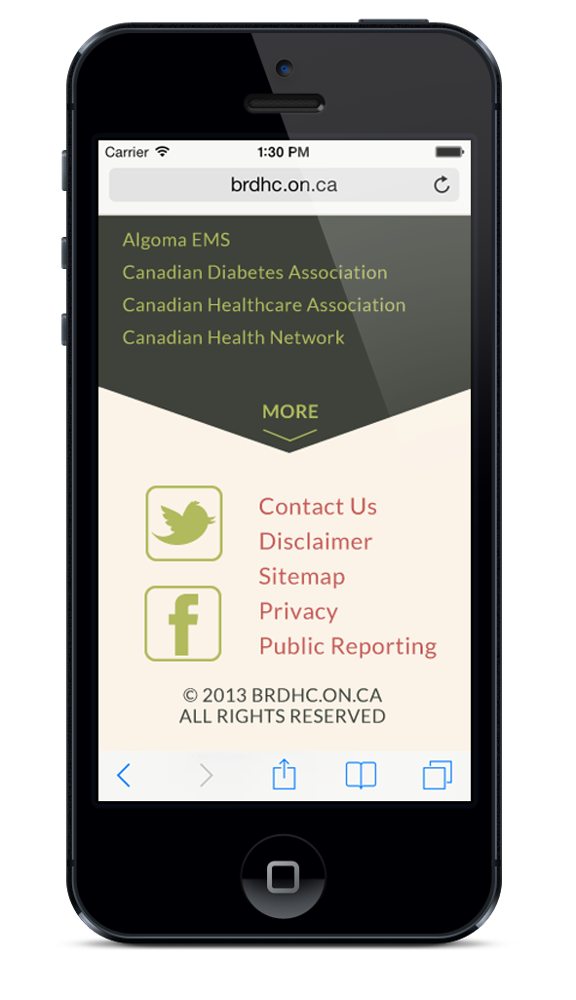 Carrier 1:30 PM
brdhc.on.ca
Algoma EMS
Canadian Diabetes Association
Canadian Healthcare Association
Canadian Health Network
MORE
Contact Us
Disclaimer
Sitemap
Privacy
Public Reporting
© 2013 BRDHC.ON.CA
ALL RIGHTS RESERVED